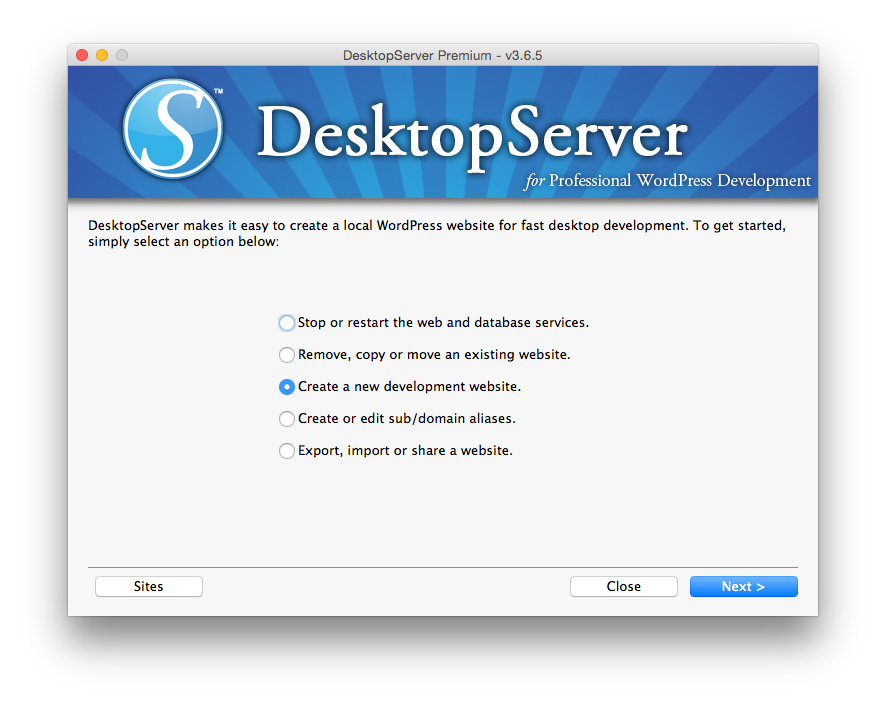 DesktopServer Premium - v3.6.5
S™
DesktopServer
for Professional WordPress Development
DesktopServer makes it easy to create a local WordPress website for fast desktop development. To get started,
simply select an option below:
Stop or restart the web and database services.
Remove, copy or move an existing website.
Create a new development website.
Create or edit sub/domain aliases.
Export, import or share a website.
Sites
Close
Next >